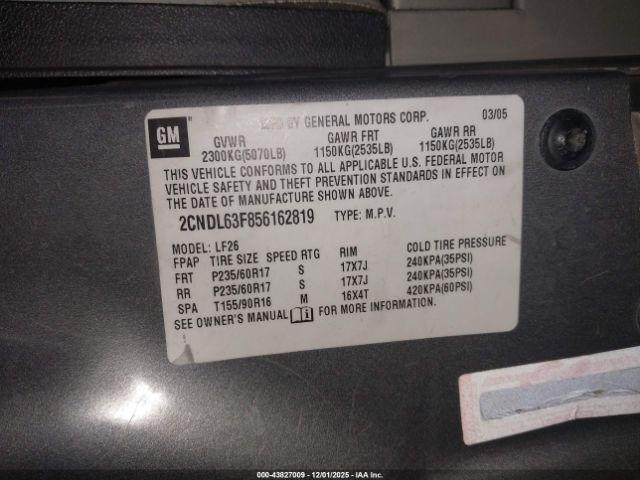 GM
MFD BY GENERAL MOTORS CORP. 03/05
GVWR GAWR FRT GAWR RR
2300KG(5070LB) 1150KG(2535LB) 1150KG(2535LB)
THIS VEHICLE CONFORMS TO ALL APPLICABLE U.S. FEDERAL MOTOR
VEHICLE SAFETY AND THEFT PREVENTION STANDARDS IN EFFECT ON
THE DATE OF MANUFACTURE SHOWN ABOVE.
2CNDL63F856162819 TYPE: M.P.V.
MODEL: LF26
FPAP TIRE SIZE SPEED RTG RIM COLD TIRE PRESSURE
FRT P235/60R17 S 17X7J 240KPA(35PSI)
RR P235/60R17 S 17X7J 240KPA(35PSI)
SPA T155/90R16 M 16X4T 420KPA(60PSI)
SEE OWNER'S MANUAL FOR MORE INFORMATION.
000-43827009 - 12/01/2025 - IAAI, Inc.